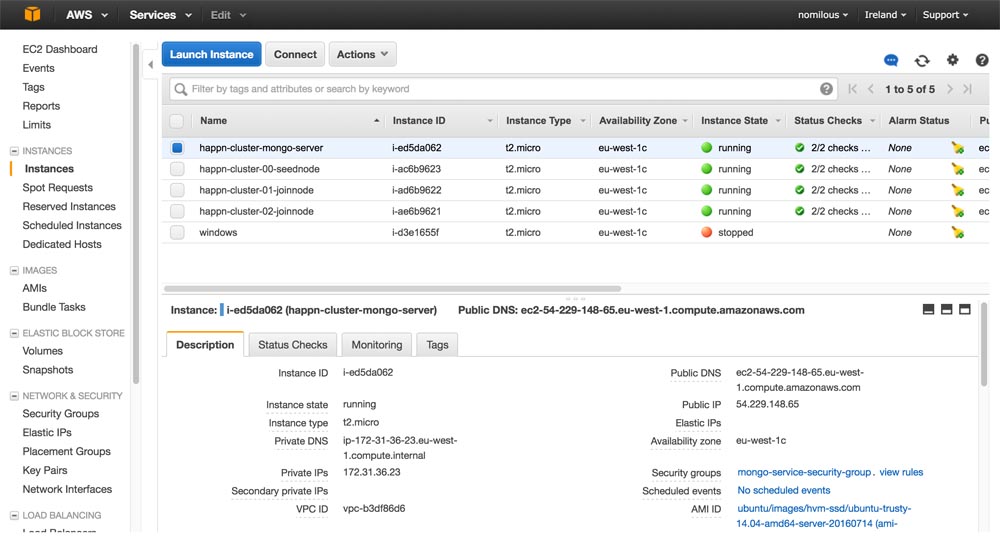 AWS Services Edit nomilous Ireland Support
EC2 Dashboard
Events
Tags
Reports
Limits
INSTANCES
Instances
Spot Requests
Reserved Instances
Scheduled Instances
Dedicated Hosts
IMAGES
AMIs
Bundle Tasks
ELASTIC BLOCK STORE
Volumes
Snapshots
NETWORK & SECURITY
Security Groups
Elastic IPs
Placement Groups
Key Pairs
Network Interfaces
LOAD BALANCING
Load Balancers
Launch Instance Connect Actions
Filter by tags and attributes or search by keyword 1 to 5 of 5
Name Instance ID Instance Type Availability Zone Instance State Status Checks Alarm Status Pu
happn-cluster-mongo-server i-ed5da062 t2.micro eu-west-1c running 2/2 checks ... None ec
happn-cluster-00-seednode i-ac6b9623 t2.micro eu-west-1c running 2/2 checks ... None ec
happn-cluster-01-joinnode i-ad6b9622 t2.micro eu-west-1c running 2/2 checks ... None ec
happn-cluster-02-joinnode i-ae6b9621 t2.micro eu-west-1c running 2/2 checks ... None ec
windows i-d3e1655f t2.micro eu-west-1c stopped None
Instance: i-ed5da062 (happn-cluster-mongo-server) Public DNS: ec2-54-229-148-65.eu-west-1.compute.amazonaws.com
Description Status Checks Monitoring Tags
Instance ID i-ed5da062
Instance state running
Instance type t2.micro
Private DNS ip-172-31-36-23.eu-west-
1.compute.internal
Private IPs 172.31.36.23
Secondary private IPs
VPC ID vpc-b3df86d6
Public DNS ec2-54-229-148-65.eu-west-
1.compute.amazonaws.com
Public IP 54.229.148.65
Elastic IPs
Availability zone eu-west-1c
Security groups mongo-service-security-group. view rules
Scheduled events No scheduled events
AMI ID ubuntu/images/hvm-ssd/ubuntu-trusty-
14.04-amd64-server-20160714 (ami-